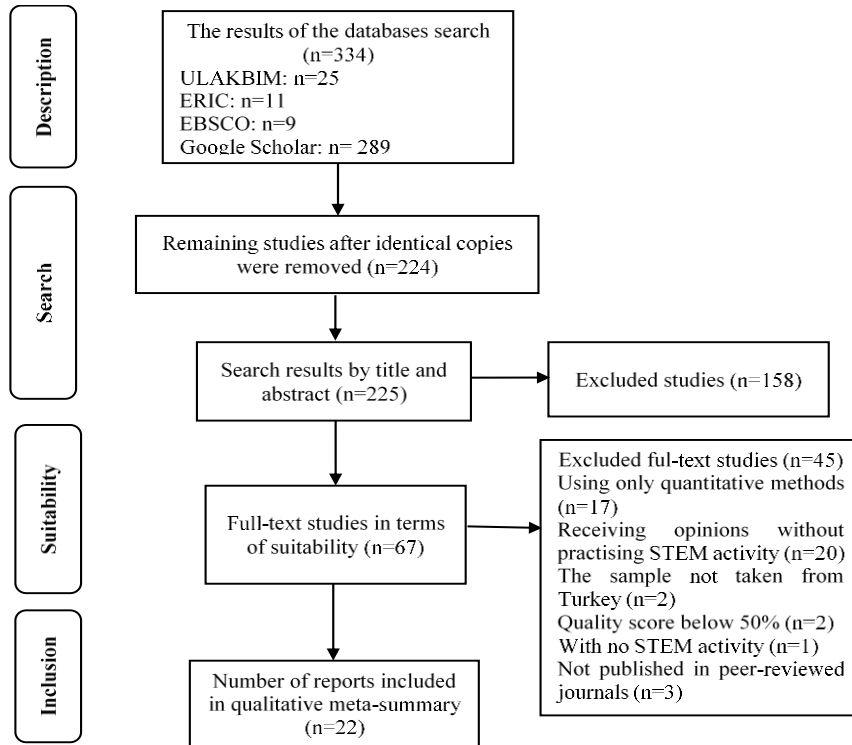 Description
The results of the databases search
(n=334)
ULAKBIM: n=25
ERIC: n=11
EBSCO: n=9
Google Scholar: n= 289
Search
Remaining studies after identical copies
were removed (n=224)
Search results by title and
abstract (n=225)
Excluded studies (n=158)
Suitability
Full-text studies in terms
of suitability (n=67)
Excluded ful-text studies (n=45)
Using only quantitative methods
(n=17)
Receiving opinions without
practising STEM activity (n=20)
The sample not taken from
Turkey (n=2)
Quality score below 50% (n=2)
With no STEM activity (n=1)
Not published in peer-reviewed
journals (n=3)
Inclusion
Number of reports included
in qualitative meta-summary
(n=22)